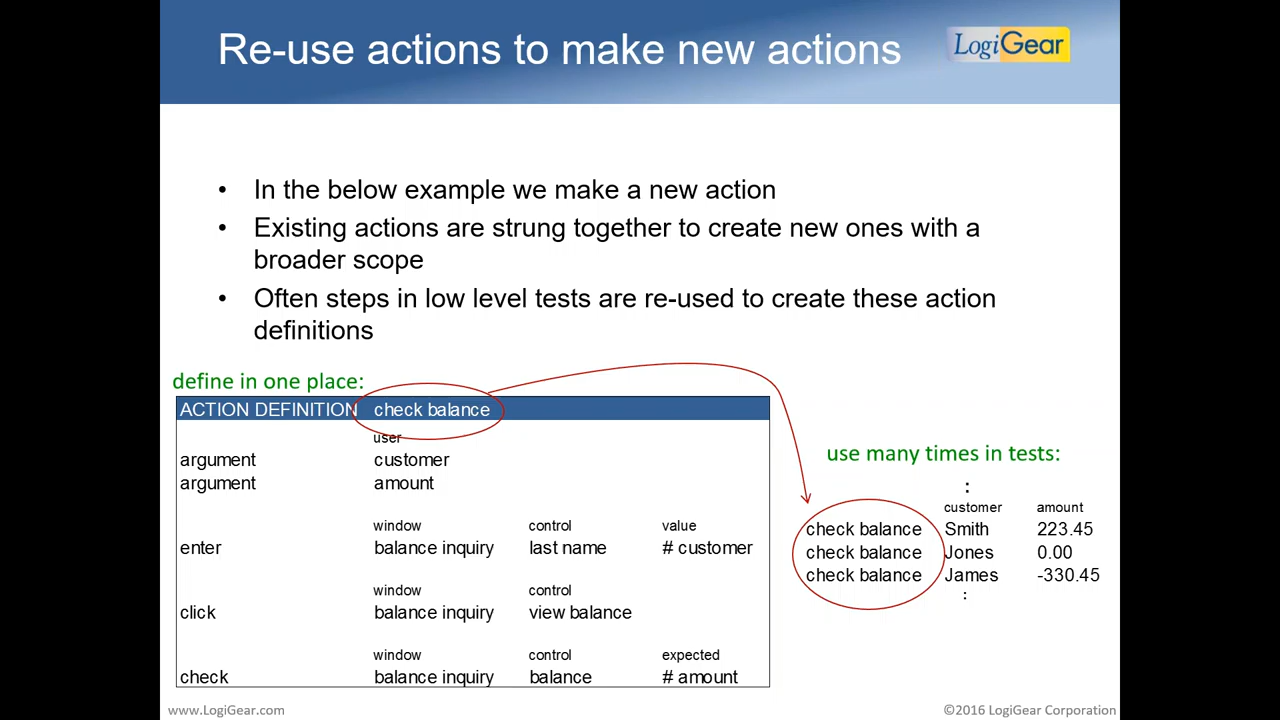 Re-use actions to make new actions
LogiGear
• In the below example we make a new action
• Existing actions are strung together to create new ones with a
broader scope
• Often steps in low level tests are re-used to create these action
definitions
define in one place:
ACTION DEFINITION check balance
user
argument customer
argument amount
window control value
enter balance inquiry last name # customer
window control
click balance inquiry view balance
window control expected
check balance inquiry balance # amount
use many times in tests:
:
customer amount
check balance Smith 223.45
check balance Jones 0.00
check balance James -330.45
:
www.LogiGear.com
©2016 LogiGear Corporation